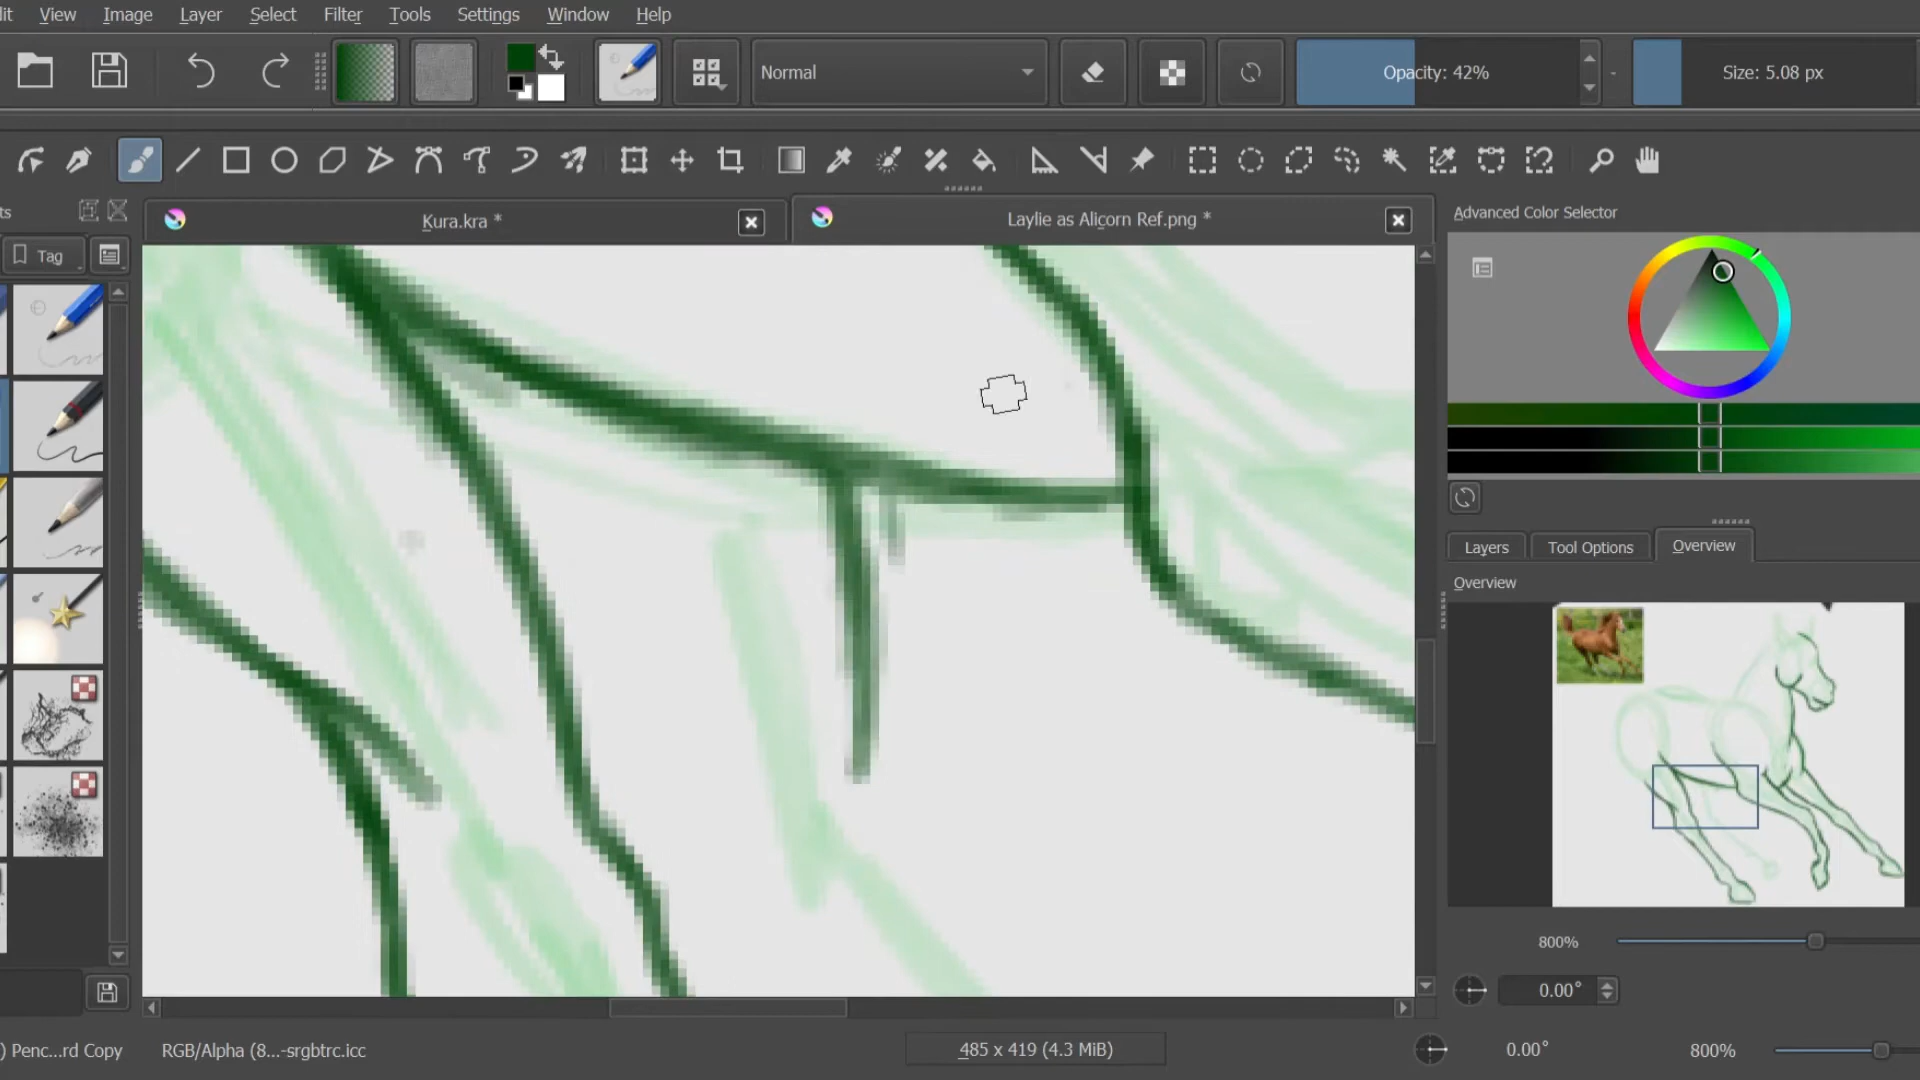 it View Image Layer Select Filter Tools Settings Window Help
Normal
Opacity: 42%
Size: 5.08 px
ts
Kura.kra *
Laylie as Alicorn Ref.png *
Advanced Color Selector
Tag
Layers
Tool Options
Overview
Overview
800%
0.00°
) Penc...rd Copy
RGB/Alpha (8...-srgbtrc.icc
485 x 419 (4.3 MiB)
0.00°
800%